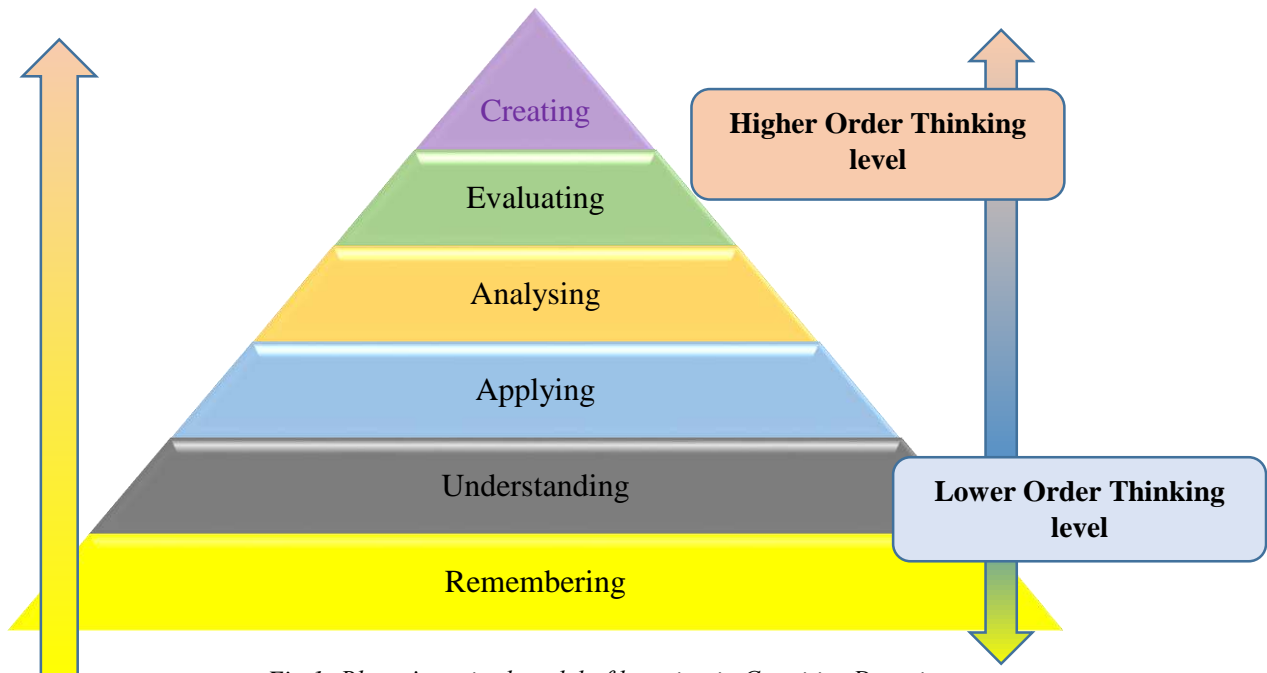 Creating
Higher Order Thinking
level
Evaluating
Analysing
Applying
Understanding
Lower Order Thinking
level
Remembering